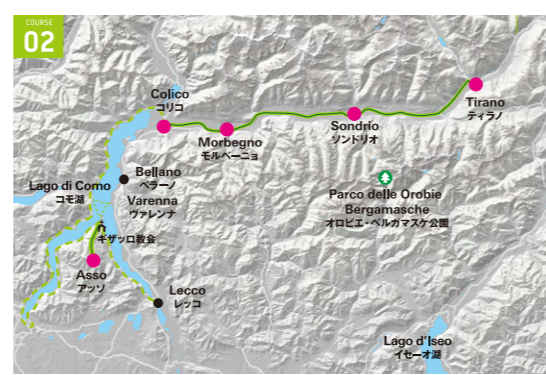 COURSE
02
Colico
コリコ
Morbegno
モルベーニョ
Sondrio
ソンドリオ
Tirano
ティラノ
Bellano
ベラーノ
Lago di Como
コモ湖
Varenna
ヴァレンナ
Parco delle Orobie
Bergamasche
オロビエ・ベルガマスケ公園
ギザッロ教会
Asso
アッソ
Lecco
レッコ
Lago d'Iseo
イセーオ湖